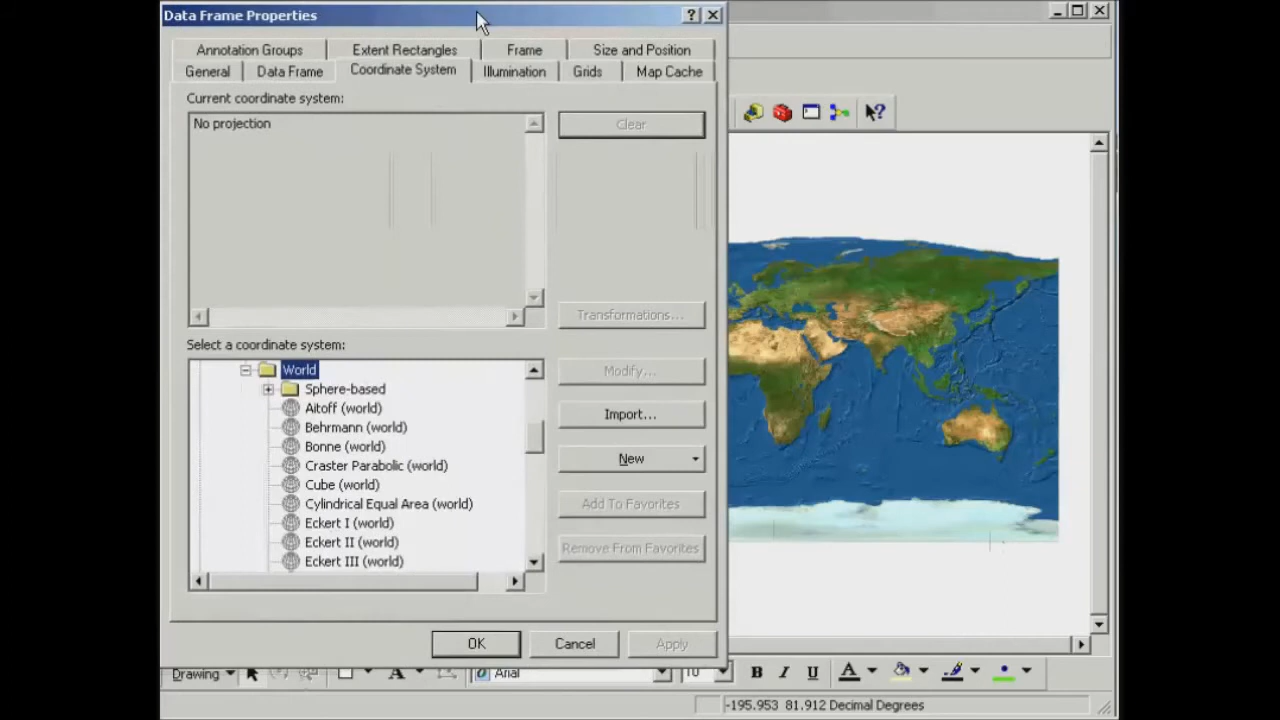 Data Frame Properties
Annotation Groups Extent Rectangles Frame Size and Position
General Data Frame Coordinate System Illumination Grids Map Cache
Current coordinate system:
No projection
Clear
Transformations...
Select a coordinate system:
World
Sphere-based
Aitoff (world)
Behrmann (world)
Bonne (world)
Craster Parabolic (world)
Cube (world)
Cylindrical Equal Area (world)
Eckert I (world)
Eckert II (world)
Eckert III (world)
Modify...
Import...
New
Add To Favorites
Remove From Favorites
OK Cancel Apply
Drawing A Arial 10 B I U A
-195.953 81.912 Decimal Degrees